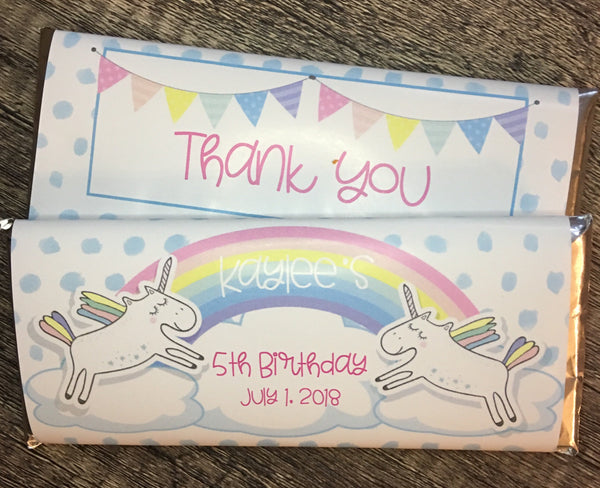 Thank you
Kaylee's
5th Birthday
July 1, 2018